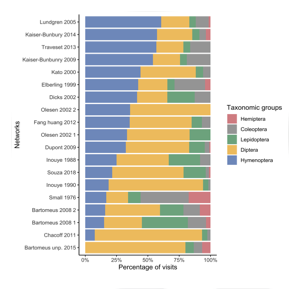 Lundgren 2005
Kaiser-Bunbury 2014
Traveset 2013
Kaiser-Bunbury 2009
Kato 2000
Elberling 1999
Dicks 2002
Olesen 2002 2
Fang huang 2012
Olesen 2002 1
Dupont 2009
Inouye 1988
Souza 2018
Inouye 1990
Small 1976
Bartomeus 2008 2
Bartomeus 2008 1
Chacoff 2011
Bartomeus unp. 2015
Networks
0% 25% 50% 75% 100%
Percentage of visits
Taxonomic groups
Hemiptera
Coleoptera
Lepidoptera
Diptera
Hymenoptera